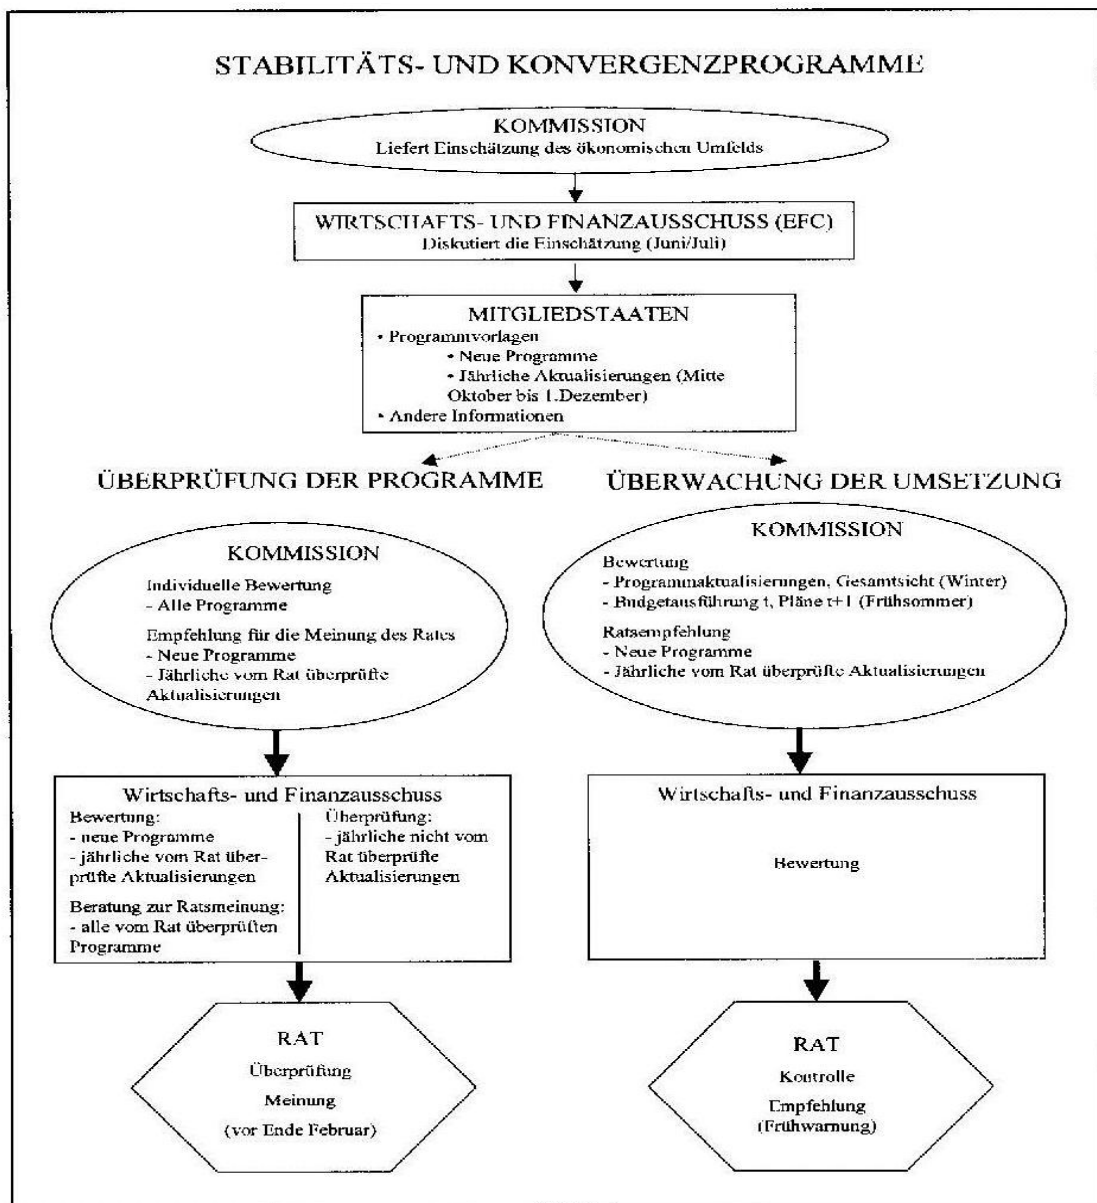 STABILITÄTS- UND KONVERGENZPROGRAMME
KOMMISSION
Liefert Einschätzung des ökonomischen Umfelds
WIRTSCHAFTS- UND FINANZAUSSCHUSS (EFC)
Diskutiert die Einschätzung (Juni/Juli)
MITGLIEDSTAATEN
• Programmvorlagen
• Neue Programme
• Jährliche Aktualisierungen (Mitte
Oktober bis 1.Dezember)
• Andere Informationen
ÜBERPRÜFUNG DER PROGRAMME
KOMMISSION
Individuelle Bewertung
- Alle Programme
Empfehlung für die Meinung des Rates
- Neue Programme
- Jährliche vom Rat überprüfte
Aktualisierungen
Wirtschafts- und Finanzausschuss
Bewertung:
- neue Programme
- jährliche vom Rat über-
prüfte Aktualisierungen
Beratung zur Ratsmeinung:
- alle vom Rat überprüften
Programme
Überprüfung:
- jährliche nicht vom
Rat überprüfte
Aktualisierungen
RAT
Überprüfung
Meinung
(vor Ende Februar)
ÜBERWACHUNG DER UMSETZUNG
KOMMISSION
Bewertung
- Programmaktualisierungen, Gesamtsicht (Winter)
- Budgetausführung t, Pläne t+1 (Frühsommer)
Ratsempfehlung
- Neue Programme
- Jährliche vom Rat überprüfte Aktualisierungen
Wirtschafts- und Finanzausschuss
Bewertung
RAT
Kontrolle
Empfehlung
(Frühwarnung)